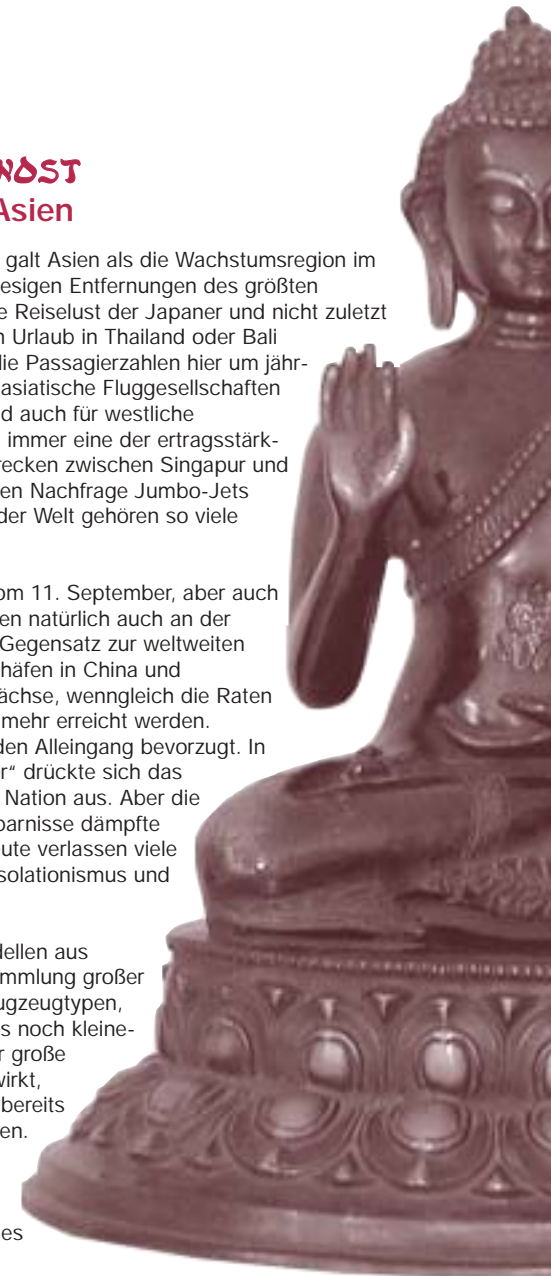 NOST
Asien
galt Asien als die Wachstumsregion im
esigen Entfernungen des größten
e Reiselust der Japaner und nicht zuletzt
n Urlaub in Thailand oder Bali
die Passagierzahlen hier um jähr-
asiatische Fluggesellschaften
d auch für westliche
immer eine der ertragsstärk-
recken zwischen Singapur und
en Nachfrage Jumbo-Jets
der Welt gehören so viele
om 11. September, aber auch
en natürlich auch an der
Gegensatz zur weltweiten
häfen in China und
ächse, wenngleich die Raten
mehr erreicht werden.
den Alleingang bevorzugt. In
r“ drückte sich das
Nation aus. Aber die
parnisse dämpfte
ute verlassen viele
solationismus und
dellen aus
mmlung großer
ugzeugtypen,
s noch kleine-
r große
wirkt,
bereits
en.
es